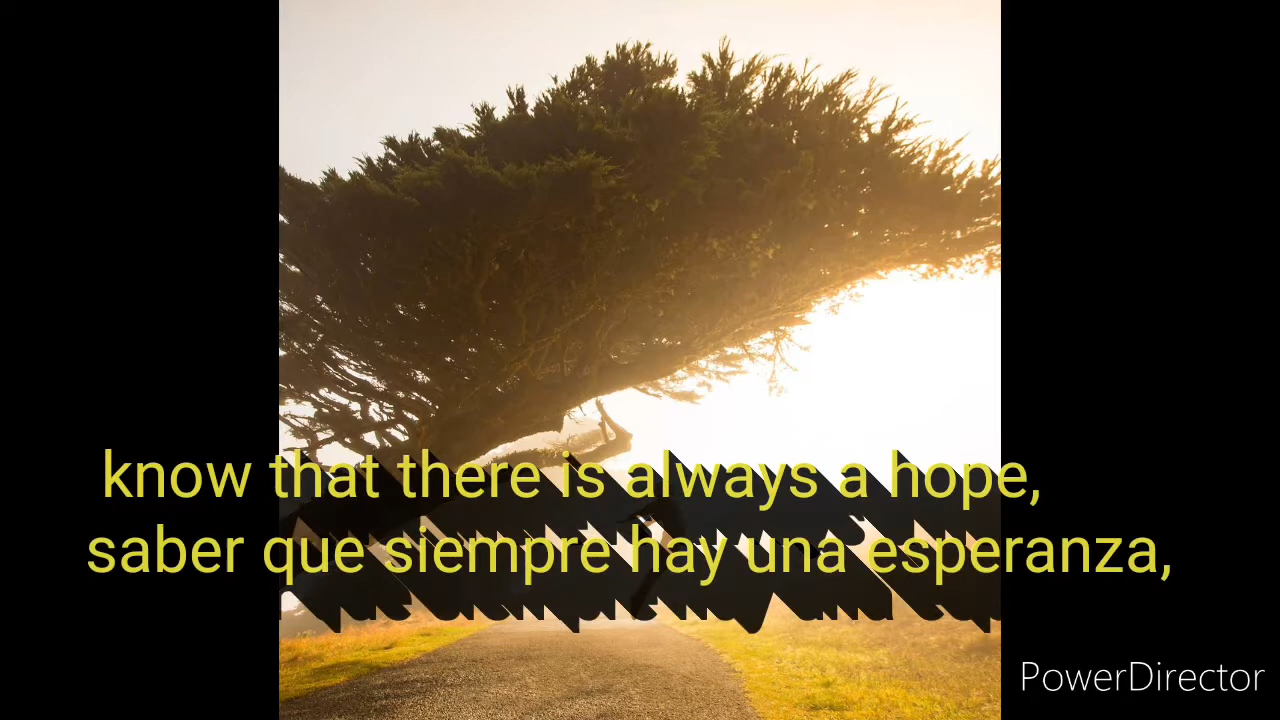 know that there is always a hope,
saber que siempre hay una esperanza,
PowerDirector